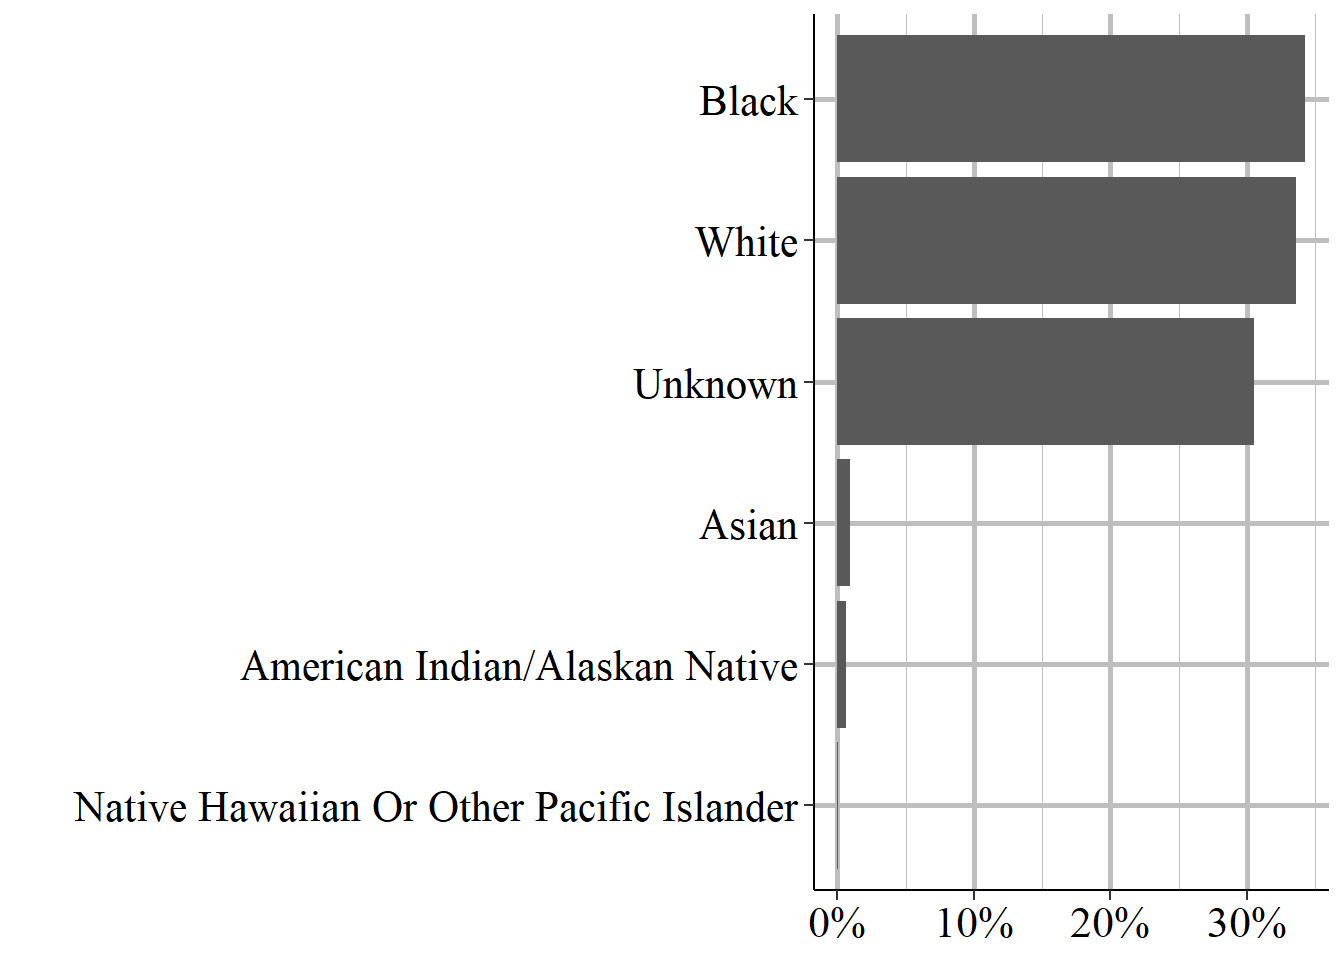 Black
White
Unknown
Asian
American Indian/Alaskan Native
Native Hawaiian Or Other Pacific Islander
0% 10% 20% 30%